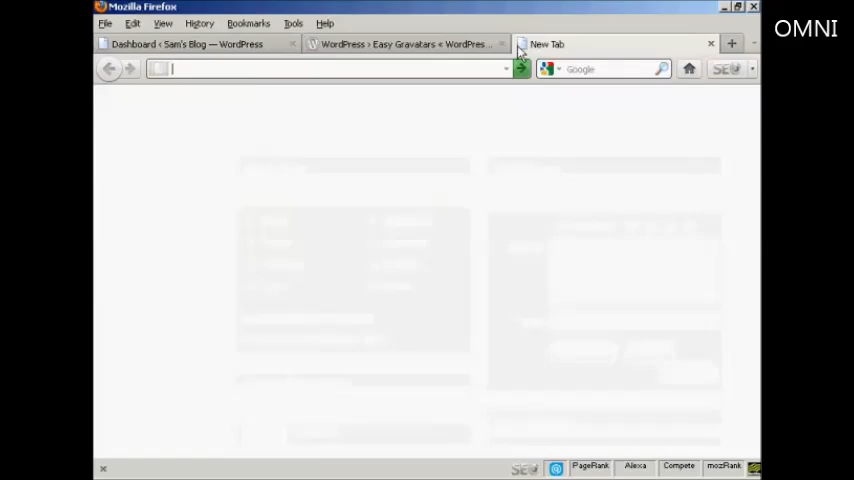 Mozilla Firefox
OMNI
File Edit View History Bookmarks Tools Help
Dashboard ‹ Sam's Blog — WordPress
WordPress › Easy Gravatars « WordPres...
New Tab
Google
SEO
SEO PageRank Alexa Compete mozRank